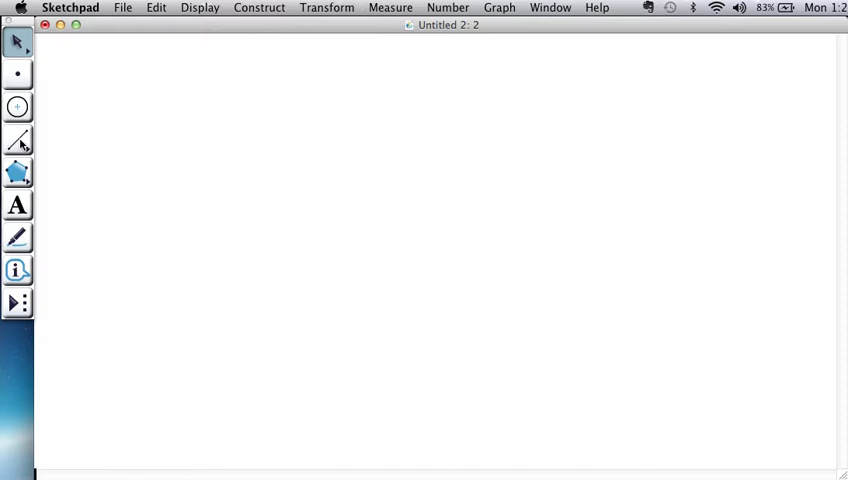 Sketchpad File Edit Display Construct Transform Measure Number Graph Window Help 83% Mon 1:2
Untitled 2: 2
A
i